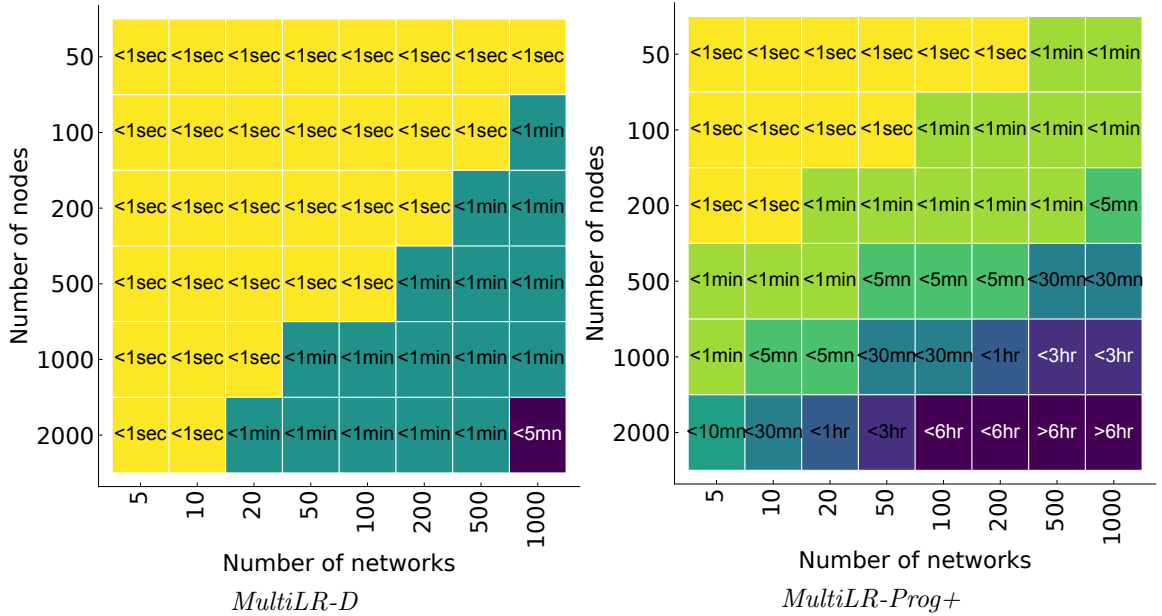 50 <1sec <1sec <1sec <1sec <1sec <1sec <1sec <1sec
100 <1sec <1sec <1sec <1sec <1sec <1sec <1sec <1min
200 <1sec <1sec <1sec <1sec <1sec <1sec <1min <1min
500 <1sec <1sec <1sec <1sec <1sec <1min <1min <1min
1000 <1sec <1sec <1sec <1min <1min <1min <1min <1min
2000 <1sec <1sec <1min <1min <1min <1min <1min <5mn
Number of nodes
5 10 20 50 100 200 500 1000
Number of networks
MultiLR-D
50 <1sec <1sec <1sec <1sec <1sec <1sec <1min <1min
100 <1sec <1sec <1sec <1sec <1min <1min <1min <1min
200 <1sec <1sec <1min <1min <1min <1min <1min <5mn
500 <1min <1min <1min <5mn <5mn <5mn <30mn <30mn
1000 <1min <5mn <5mn <30mn <30mn <1hr <3hr <3hr
2000 <10mn <30mn <1hr <3hr <6hr <6hr >6hr >6hr
Number of nodes
5 10 20 50 100 200 500 1000
Number of networks
MultiLR-Prog+